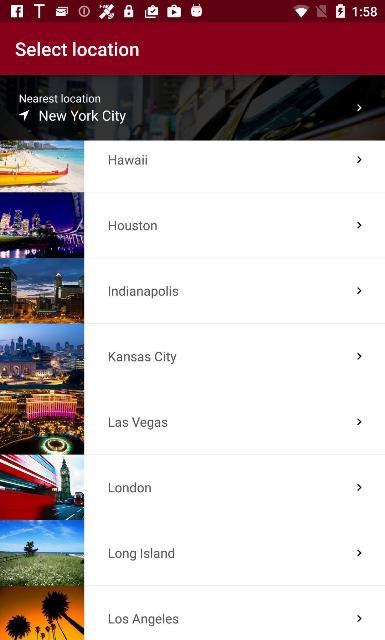 1:58
Select location
Nearest location
New York City
Hawaii
Houston
Indianapolis
Kansas City
Las Vegas
London
Long Island
Los Angeles